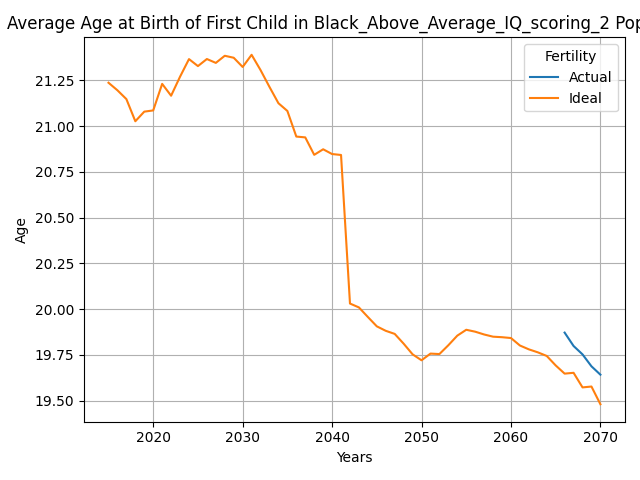 Average Age at Birth of First Child in Black_Above_Average_IQ_scoring_2 Pop
Fertility
Actual
Ideal
21.25
21.00
20.75
20.50
20.25
20.00
19.75
19.50
Age
2020 2030 2040 2050 2060 2070
Years